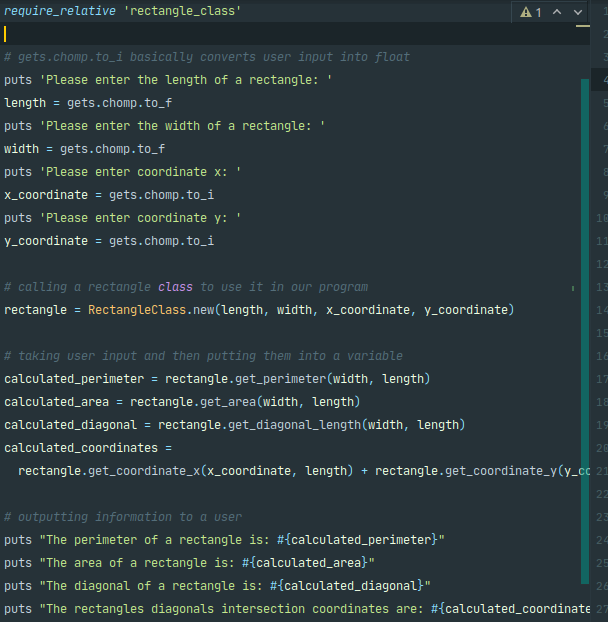 require_relative 'rectangle_class'
1
# gets.chomp.to_i basically converts user input into float
puts 'Please enter the length of a rectangle: '
length = gets.chomp.to_f
puts 'Please enter the width of a rectangle: '
width = gets.chomp.to_f
puts 'Please enter coordinate x: '
x_coordinate = gets.chomp.to_i
puts 'Please enter coordinate y: '
y_coordinate = gets.chomp.to_i
# calling a rectangle class to use it in our program
rectangle = RectangleClass.new(length, width, x_coordinate, y_coordinate)
# taking user input and then putting them into a variable
calculated_perimeter = rectangle.get_perimeter(width, length)
calculated_area = rectangle.get_area(width, length)
calculated_diagonal = rectangle.get_diagonal_length(width, length)
calculated_coordinates =
rectangle.get_coordinate_x(x_coordinate, length) + rectangle.get_coordinate_y(y_co
# outputting information to a user
puts "The perimeter of a rectangle is: #{calculated_perimeter}"
puts "The area of a rectangle is: #{calculated_area}"
puts "The diagonal of a rectangle is: #{calculated_diagonal}"
puts "The rectangles diagonals intersection coordinates are: #{calculated_coordinate